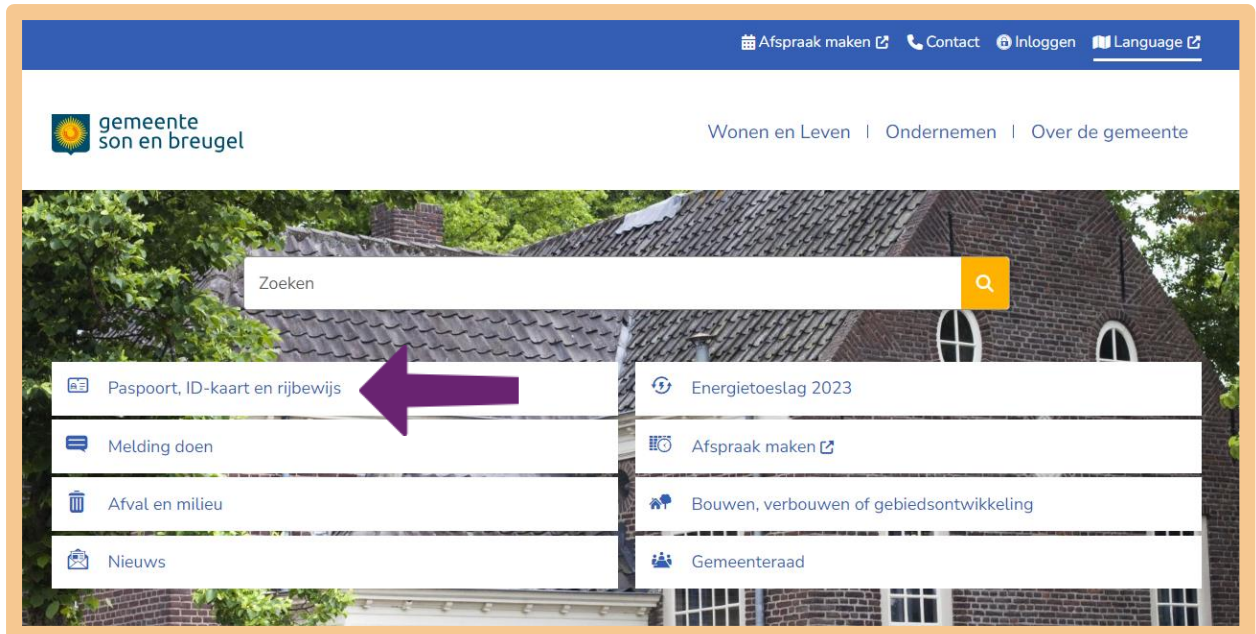 Afspraak maken Contact Inloggen Language
gemeente
son en breugel
Wonen en Leven | Ondernemen | Over de gemeente
Zoeken
Paspoort, ID-kaart en rijbewijs
Melding doen
Afval en milieu
Nieuws
Energietoeslag 2023
Afspraak maken
Bouwen, verbouwen of gebiedsontwikkeling
Gemeenteraad